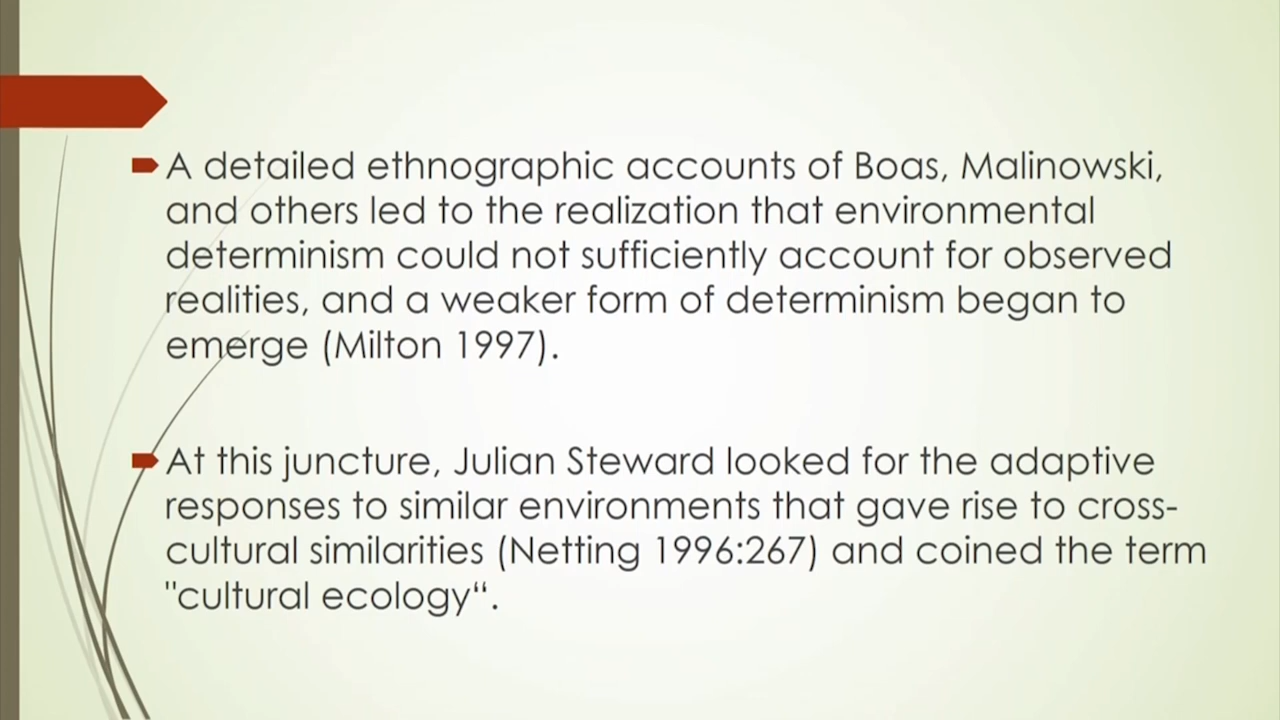 A detailed ethnographic accounts of Boas, Malinowski,
and others led to the realization that environmental
determinism could not sufficiently account for observed
realities, and a weaker form of determinism began to
emerge (Milton 1997).
At this juncture, Julian Steward looked for the adaptive
responses to similar environments that gave rise to cross-
cultural similarities (Netting 1996:267) and coined the term
"cultural ecology“.